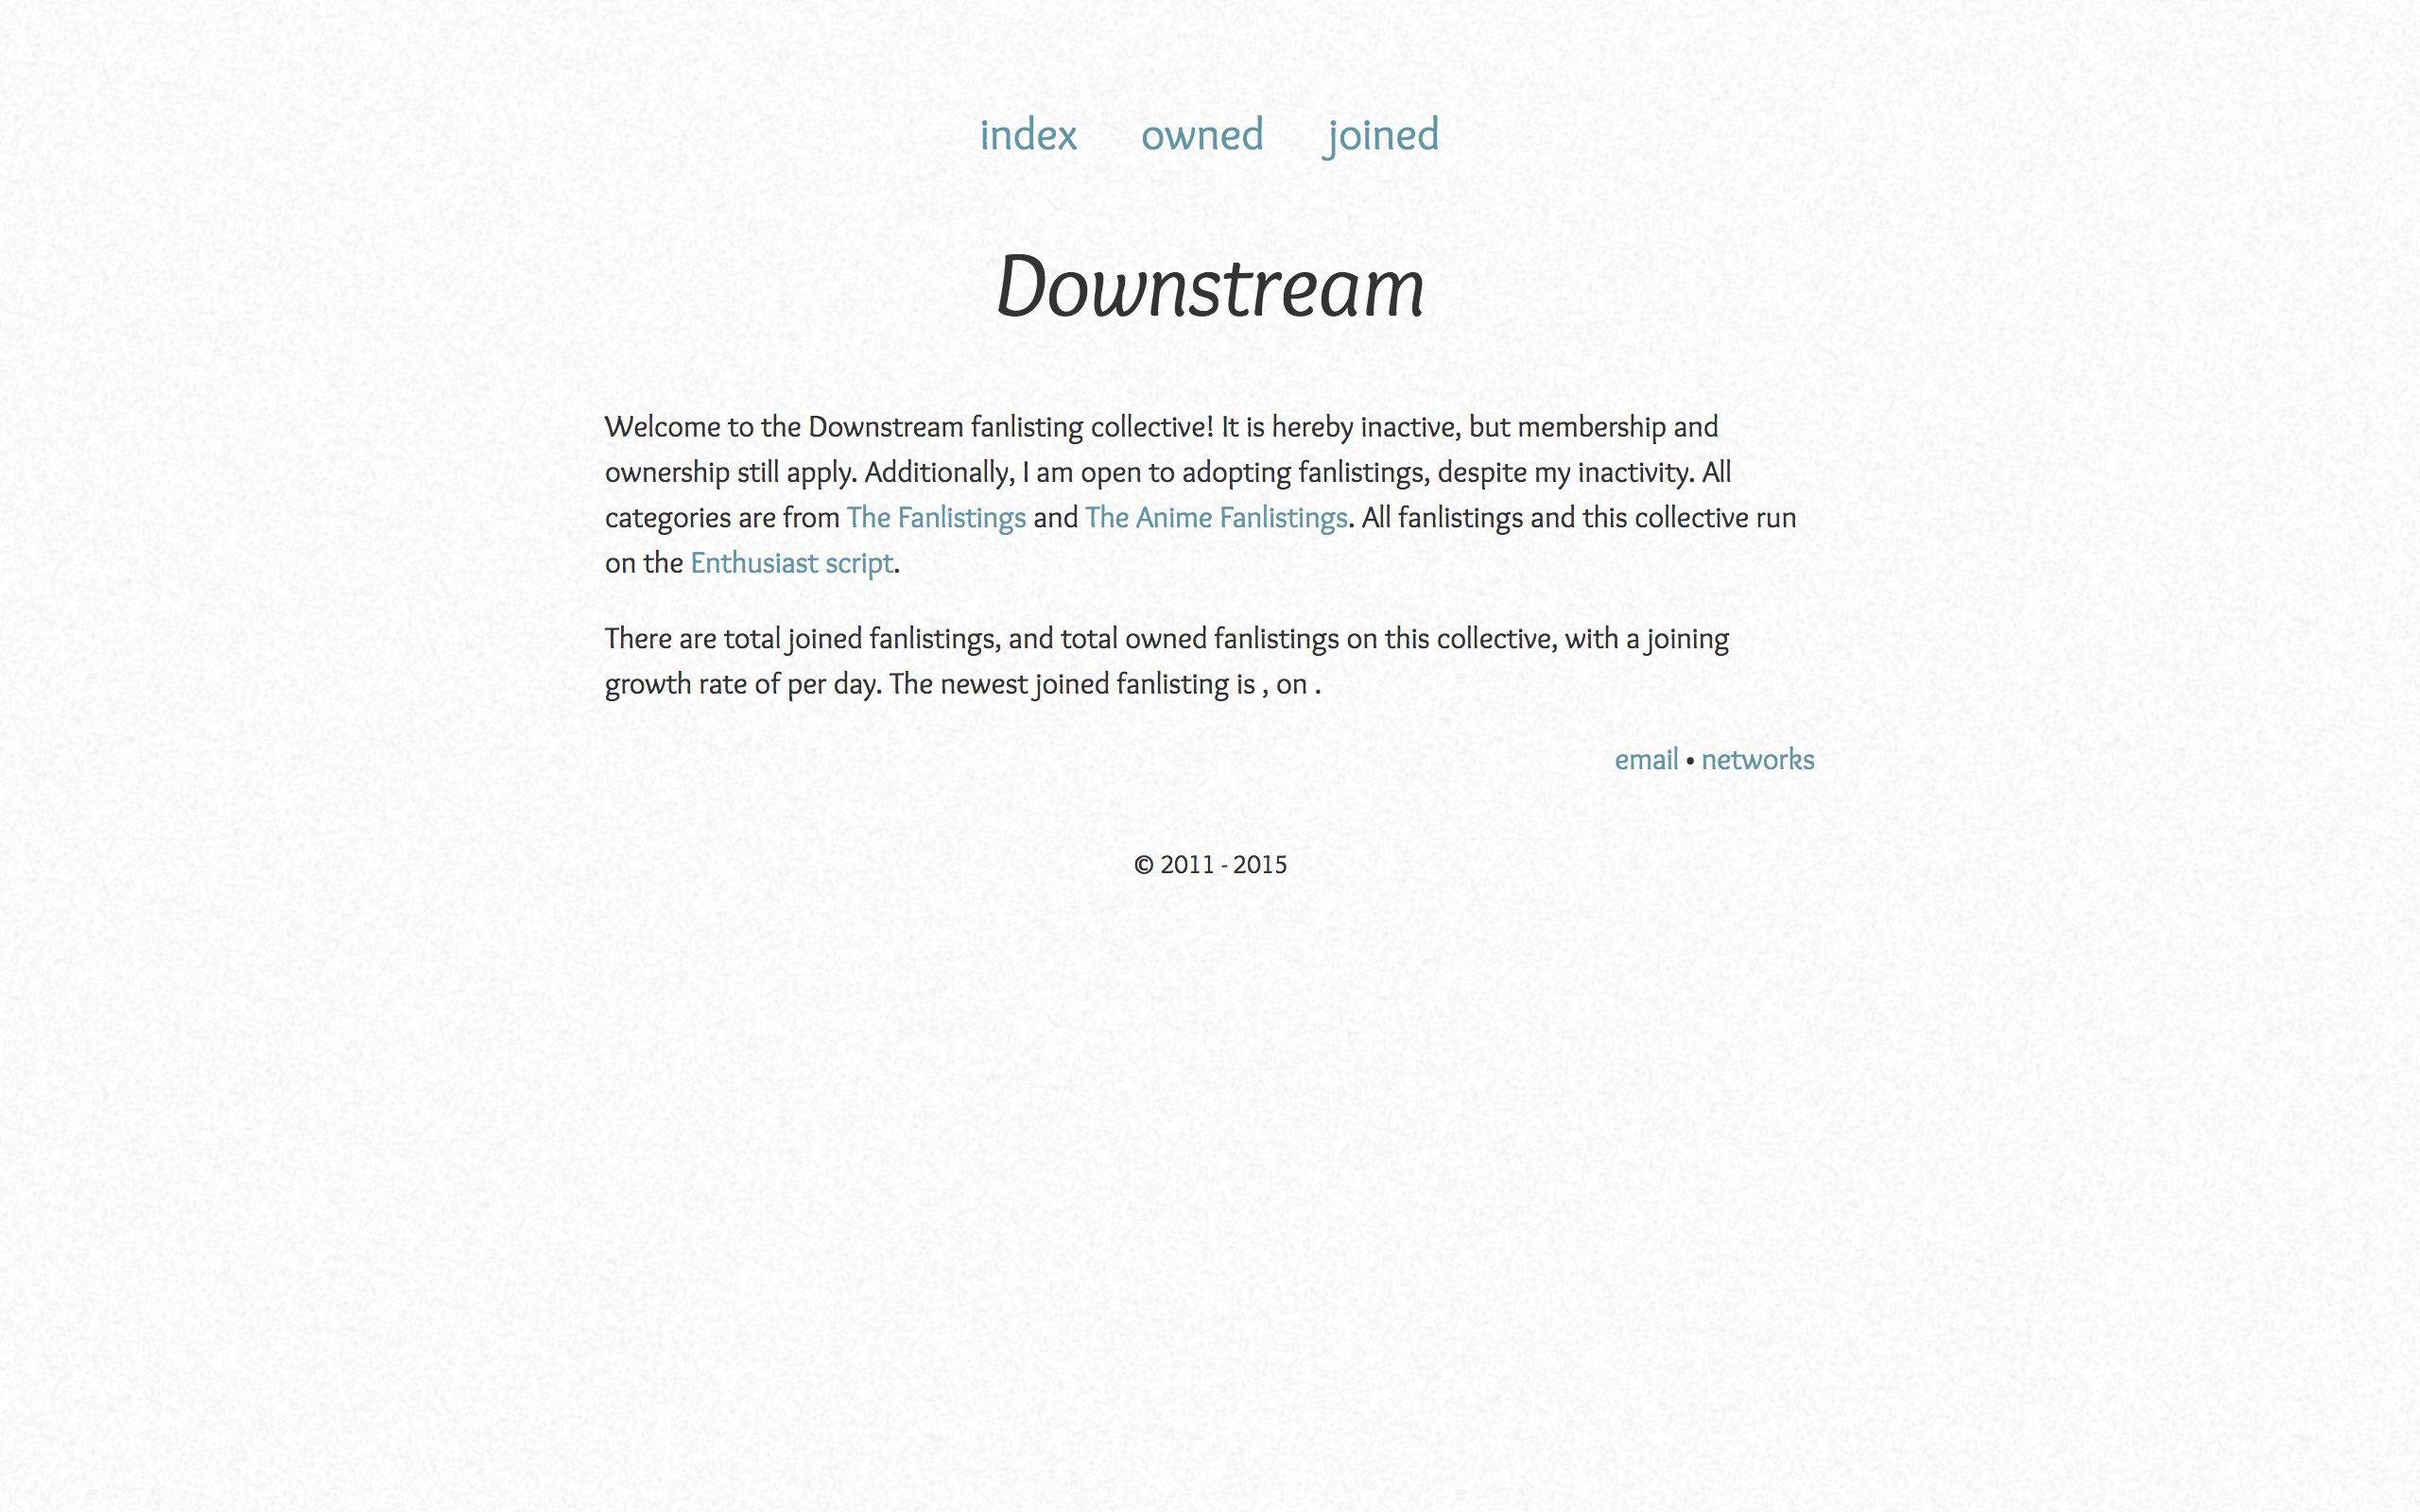 index owned joined
Downstream
Welcome to the Downstream fanlisting collective! It is hereby inactive, but membership and
ownership still apply. Additionally, I am open to adopting fanlistings, despite my inactivity. All
categories are from The Fanlistings and The Anime Fanlistings. All fanlistings and this collective run
on the Enthusiast script.
There are total joined fanlistings, and total owned fanlistings on this collective, with a joining
growth rate of per day. The newest joined fanlisting is , on .
email • networks
© 2011 - 2015